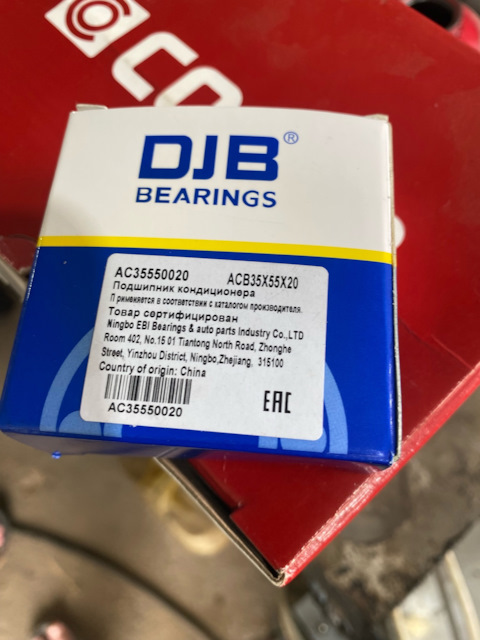 CO
DJB®
BEARINGS
AC35550020 ACB35X55X20
Подшипник кондиционера
Применяется в соответствии с каталогом производителя.
Товар сертифицирован
Ningbo EBI Bearings & auto parts Industry Co.,LTD
Room 402, No.15 01 Tiantong North Road, Zhonghe
Street, Yinzhou District, Ningbo,Zhejiang, 315100
Country of origin: China
AC35550020
EAC